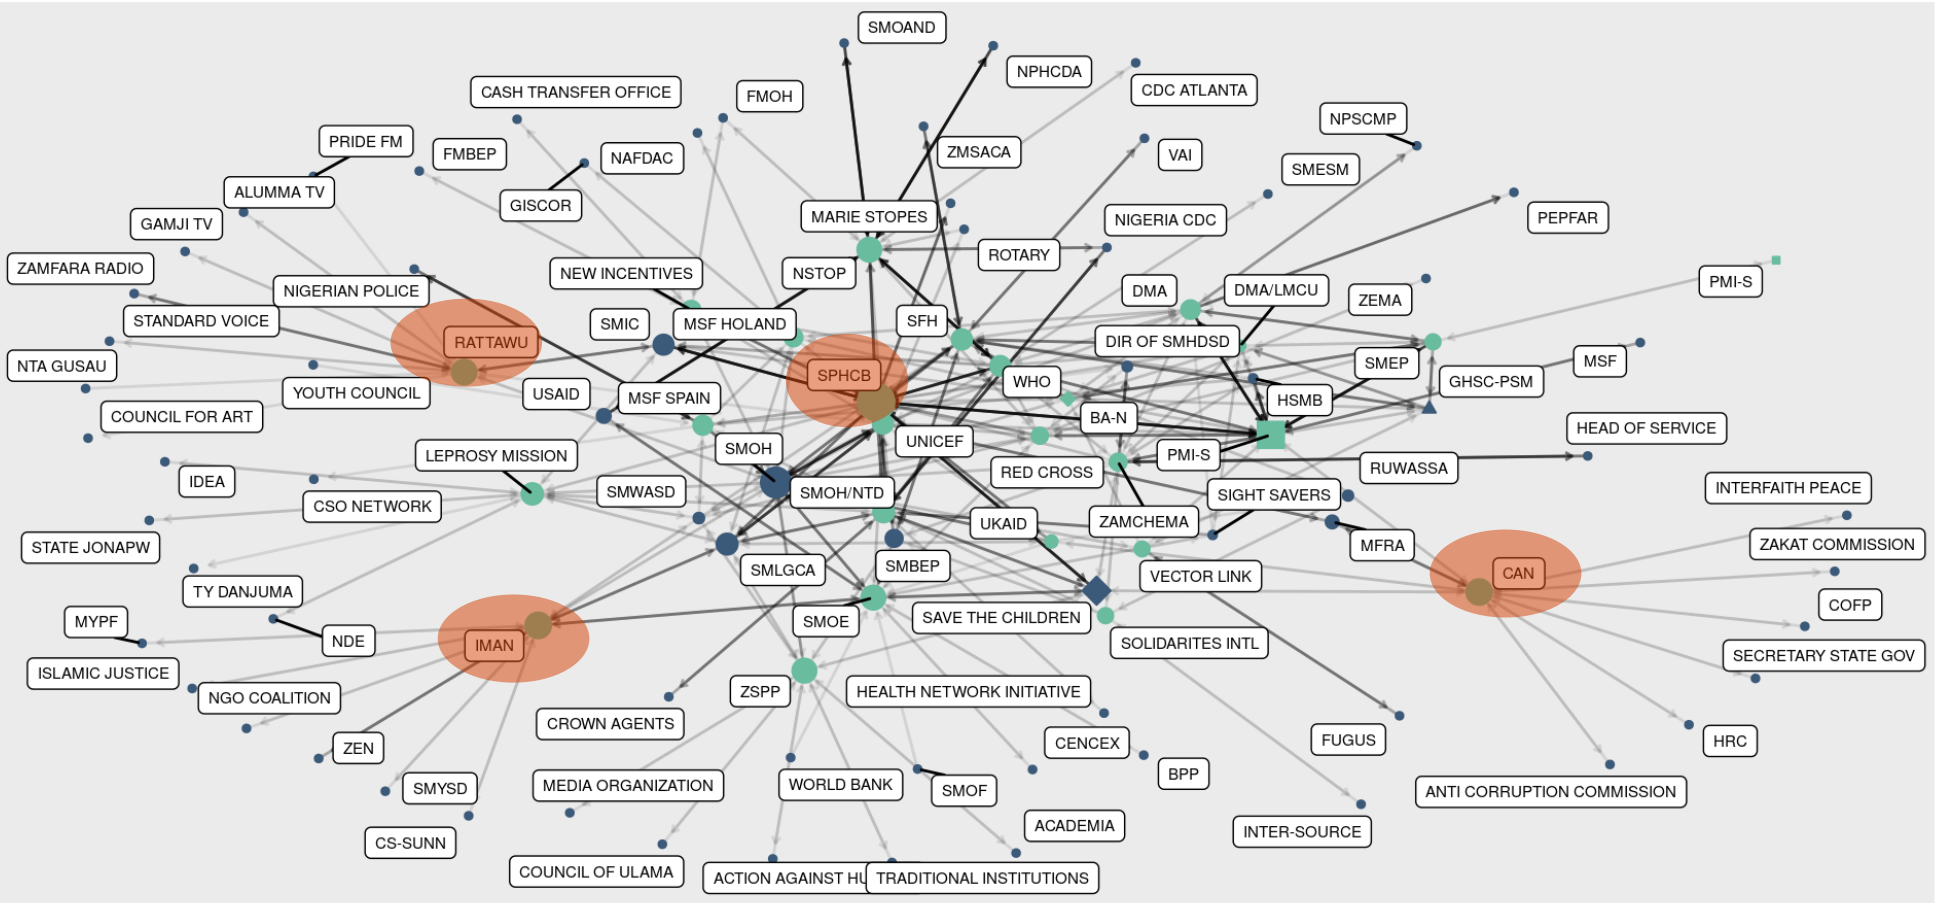 SMOAND
NPHCDA
CDC ATLANTA
CASH TRANSFER OFFICE
FMOH
NPSCMP
PRIDE FM
FMBEP
NAFDAC
ZMSACA
VAI
SMESM
ALUMMA TV
GISCOR
GAMJI TV
MARIE STOPES
NIGERIA CDC
PEPFAR
ZAMFARA RADIO
NEW INCENTIVES
NSTOP
ROTARY
PMI-S
NIGERIAN POLICE
DMA
DMA/LMCU
ZEMA
STANDARD VOICE
SMIC
MSF HOLAND
SFH
RATTAWU
DIR OF SMHDSD
SMEP
MSF
NTA GUSAU
SPHCB
WHO
GHSC-PSM
YOUTH COUNCIL
USAID
MSF SPAIN
HSMB
COUNCIL FOR ART
BA-N
HEAD OF SERVICE
UNICEF
SMOH
LEPROSY MISSION
PMI-S
RUWASSA
IDEA
RED CROSS
SMWASD
SMOH/NTD
SIGHT SAVERS
INTERFAITH PEACE
CSO NETWORK
UKAID
ZAMCHEMA
STATE JONAPW
MFRA
ZAKAT COMMISSION
SMLGCA
SMBEP
VECTOR LINK
CAN
TY DANJUMA
COFP
MYPF
SMOE
SAVE THE CHILDREN
NDE
IMAN
SOLIDARITES INTL
SECRETARY STATE GOV
ISLAMIC JUSTICE
NGO COALITION
ZSPP
HEALTH NETWORK INITIATIVE
CROWN AGENTS
ZEN
CENCEX
FUGUS
HRC
BPP
SMYSD
MEDIA ORGANIZATION
WORLD BANK
SMOF
ANTI CORRUPTION COMMISSION
ACADEMIA
INTER-SOURCE
CS-SUNN
COUNCIL OF ULAMA
ACTION AGAINST HU
TRADITIONAL INSTITUTIONS